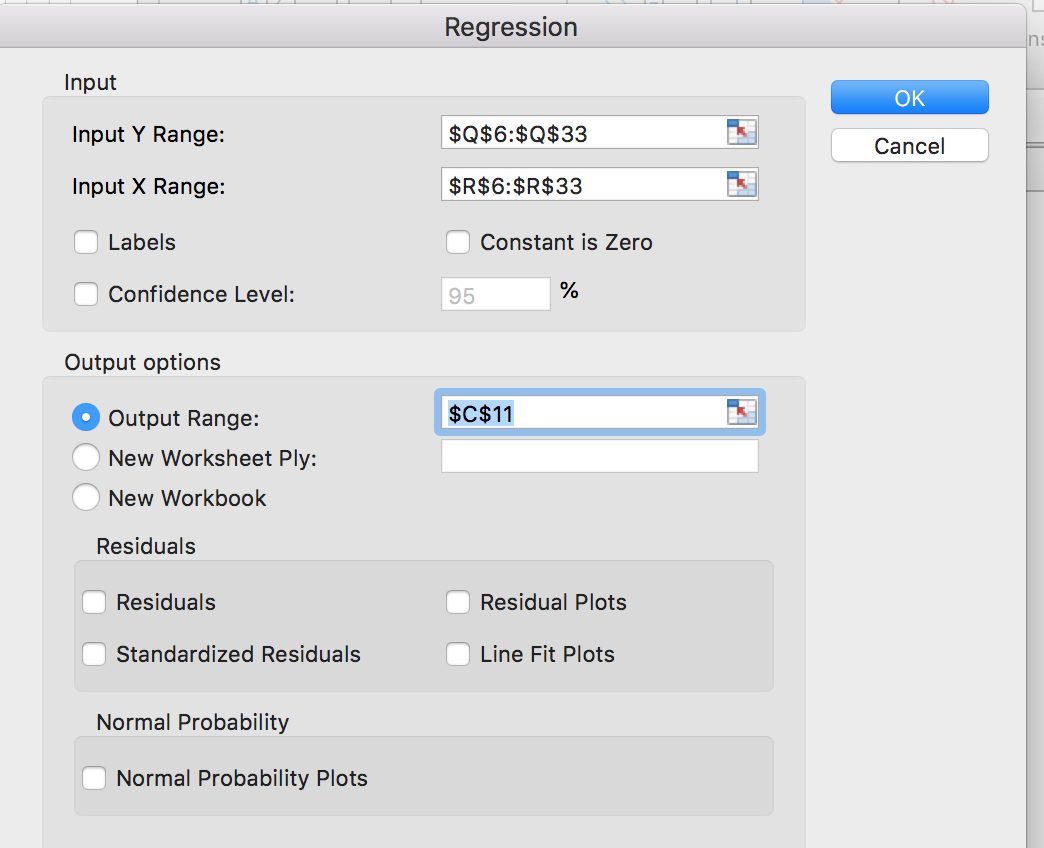 Regression
Input
OK
Input Y Range: $Q$6:$Q$33
Cancel
Input X Range: $R$6:$R$33
Labels Constant is Zero
Confidence Level: 95 %
Output options
Output Range: $C$11
New Worksheet Ply:
New Workbook
Residuals
Residuals Residual Plots
Standardized Residuals Line Fit Plots
Normal Probability
Normal Probability Plots